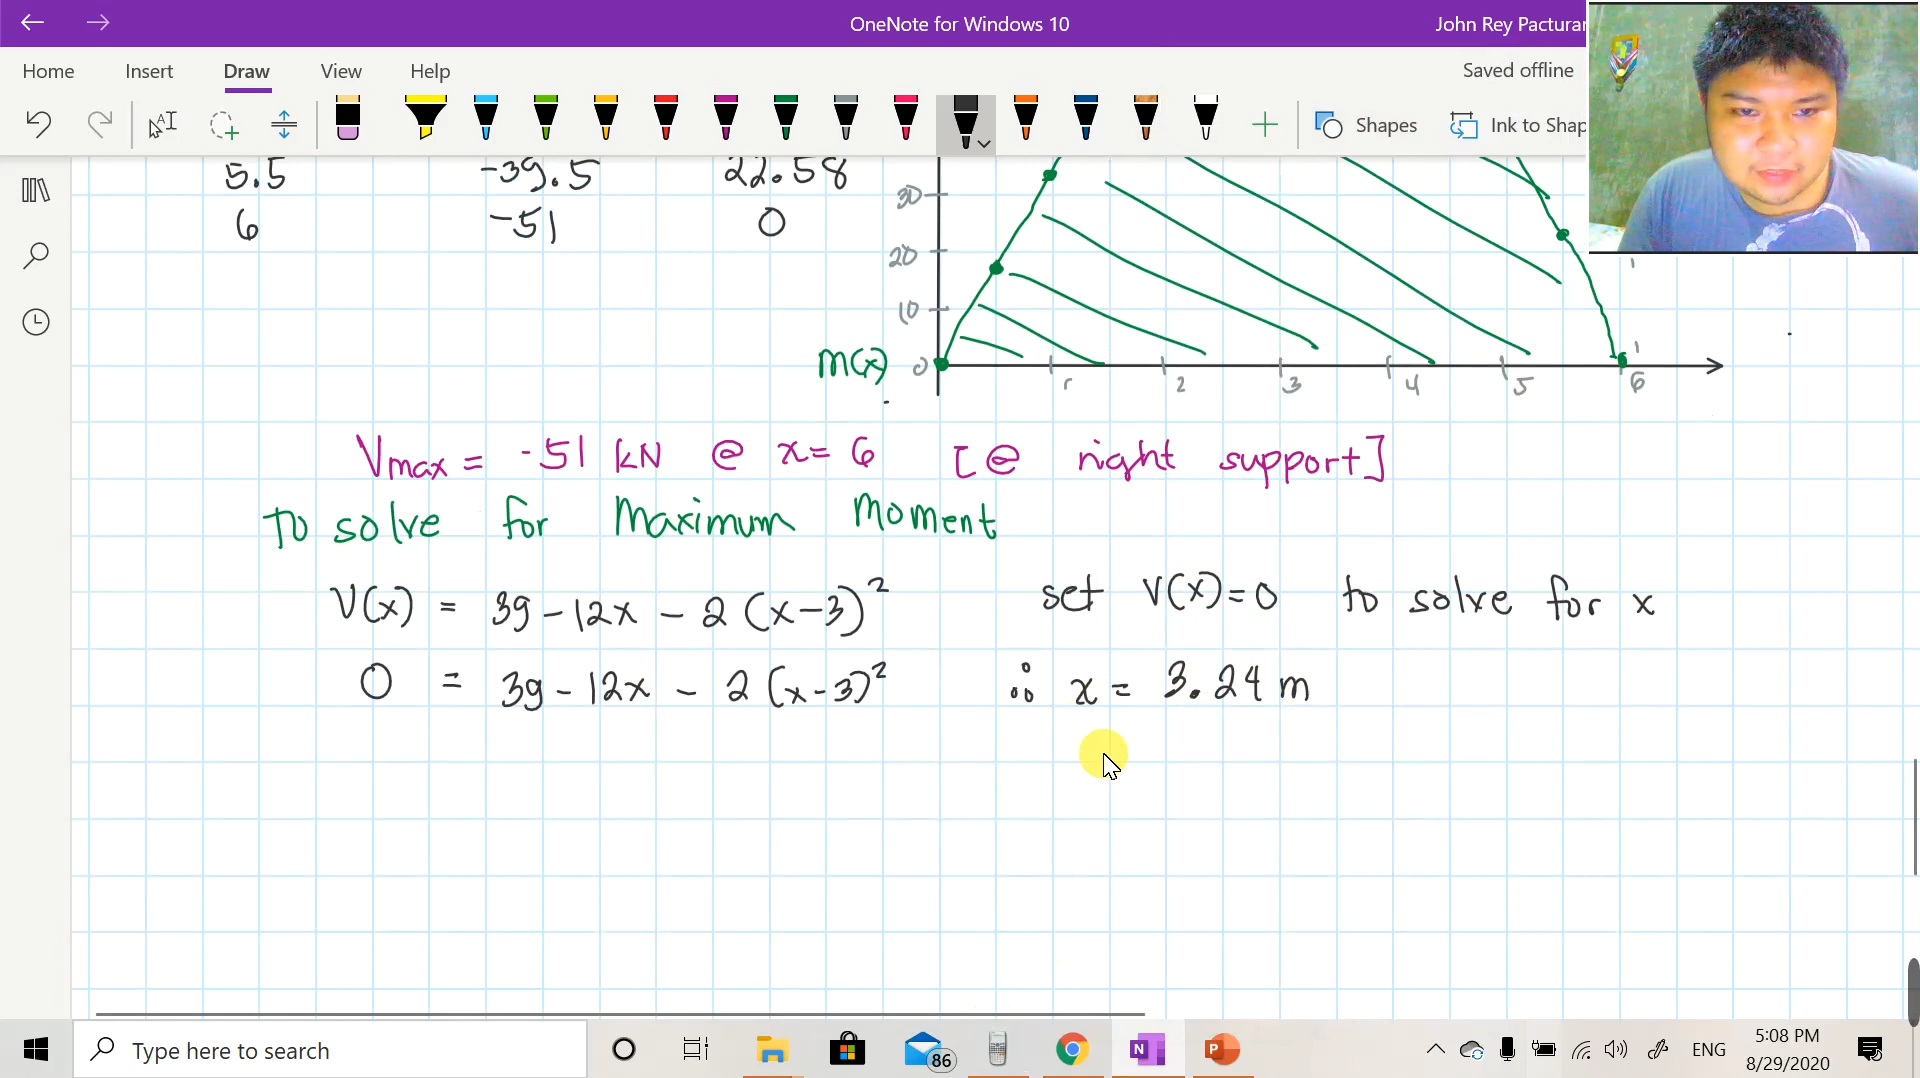 OneNote for Windows 10
John Rey Pacturan
Home Insert Draw View Help
Saved offline
Shapes
Ink to Shap
5.5 -39.5 22.58
6 -51 0
30
20
10
0
M(x)
1 2 3 4 5 6
Vmax = -51 kN @ x= 6 [@ right support]
To solve for Maximum Moment
V(x) = 39 - 12x - 2 (x-3)² set V(x)=0 to solve for x
0 = 39 - 12x - 2 (x-3)² ∴ x = 3.24 m
Type here to search
86
ENG
5:08 PM
8/29/2020